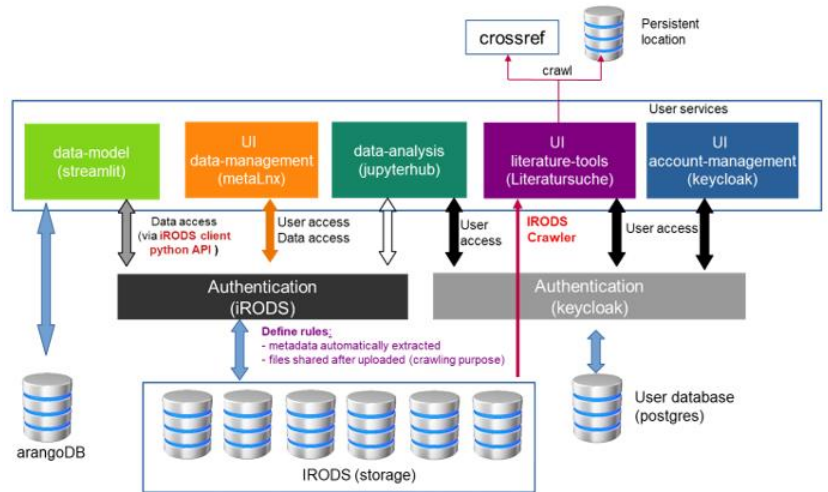 crossref
Persistent
location
crawl
User services
data-model
(streamlit)
UI
data-management
(metaLnx)
data-analysis
(jupyterhub)
UI
literature-tools
(Literatursuche)
UI
account-management
(keycloak)
Data access
(via iRODS client
python API )
User access
Data access
User
access
IRODS
Crawler
User access
Authentication
(iRODS)
Authentication
(keycloak)
Define rules:
- metadata automatically extracted
- files shared after uploaded (crawling purpose)
arangoDB
IRODS (storage)
User database
(postgres)